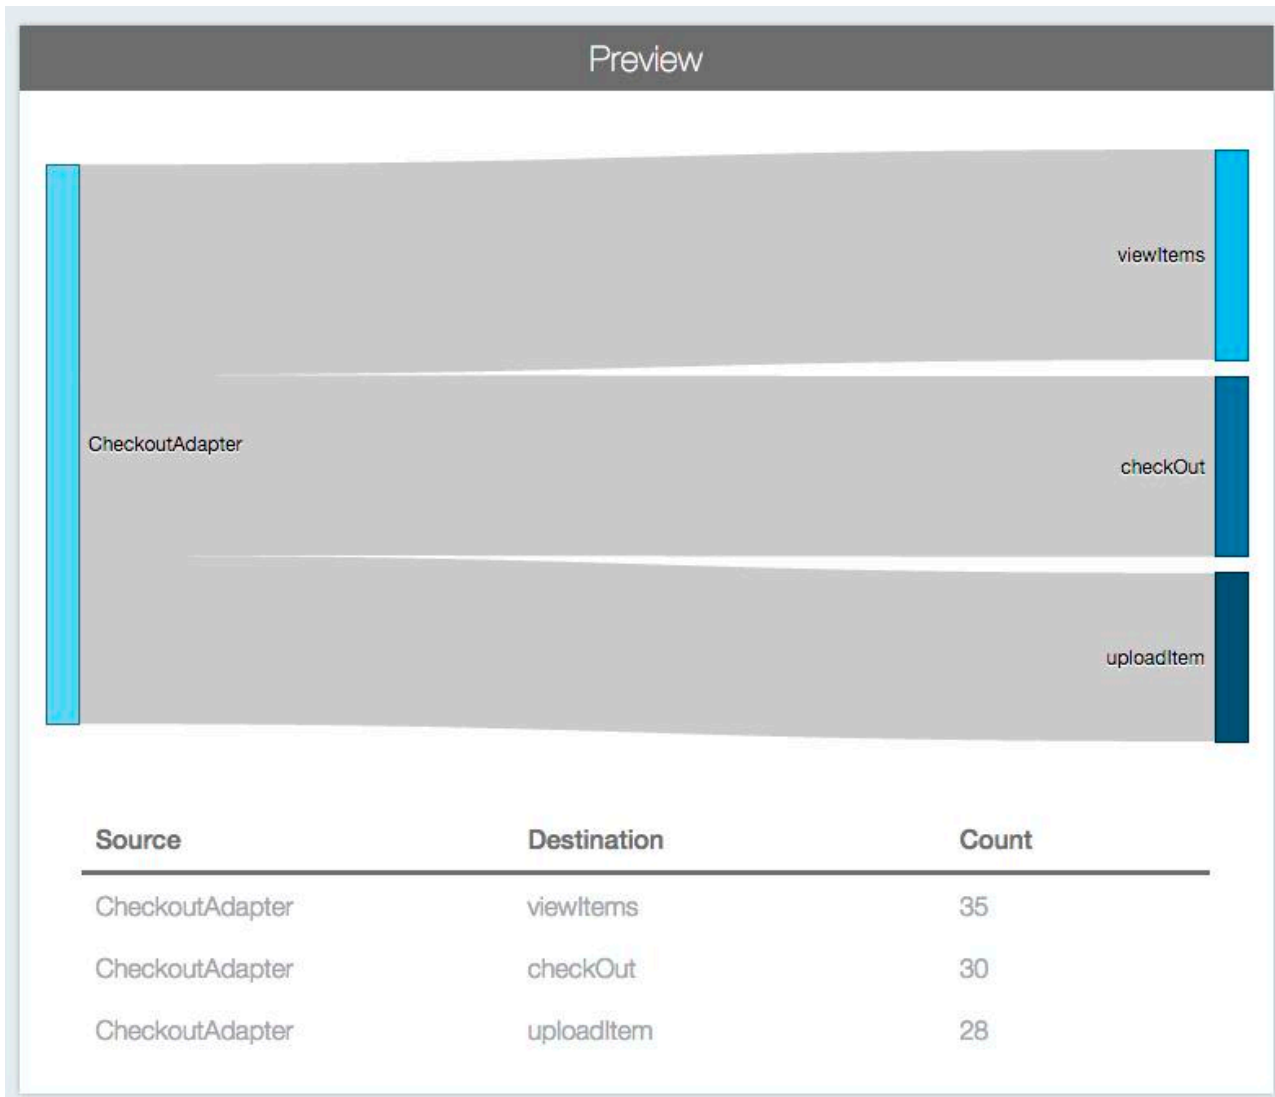 Preview
viewItems
CheckoutAdapter
checkOut
uploadItem
Source Destination Count
CheckoutAdapter viewItems 35
CheckoutAdapter checkOut 30
CheckoutAdapter uploadItem 28